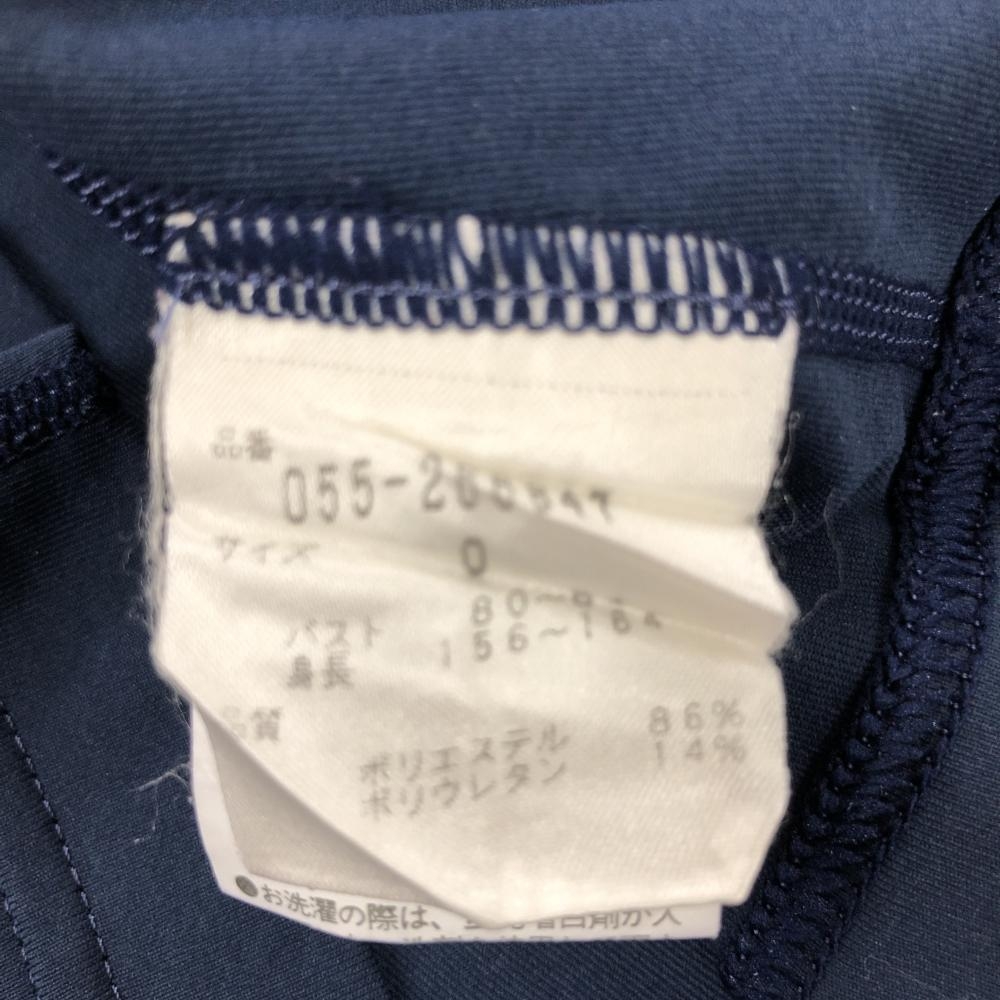 品番
055-26
サイズ 0
バスト 80~
身長 156~164
品質
ポリエステル 86%
ポリウレタン 14%
●お洗濯の際は、